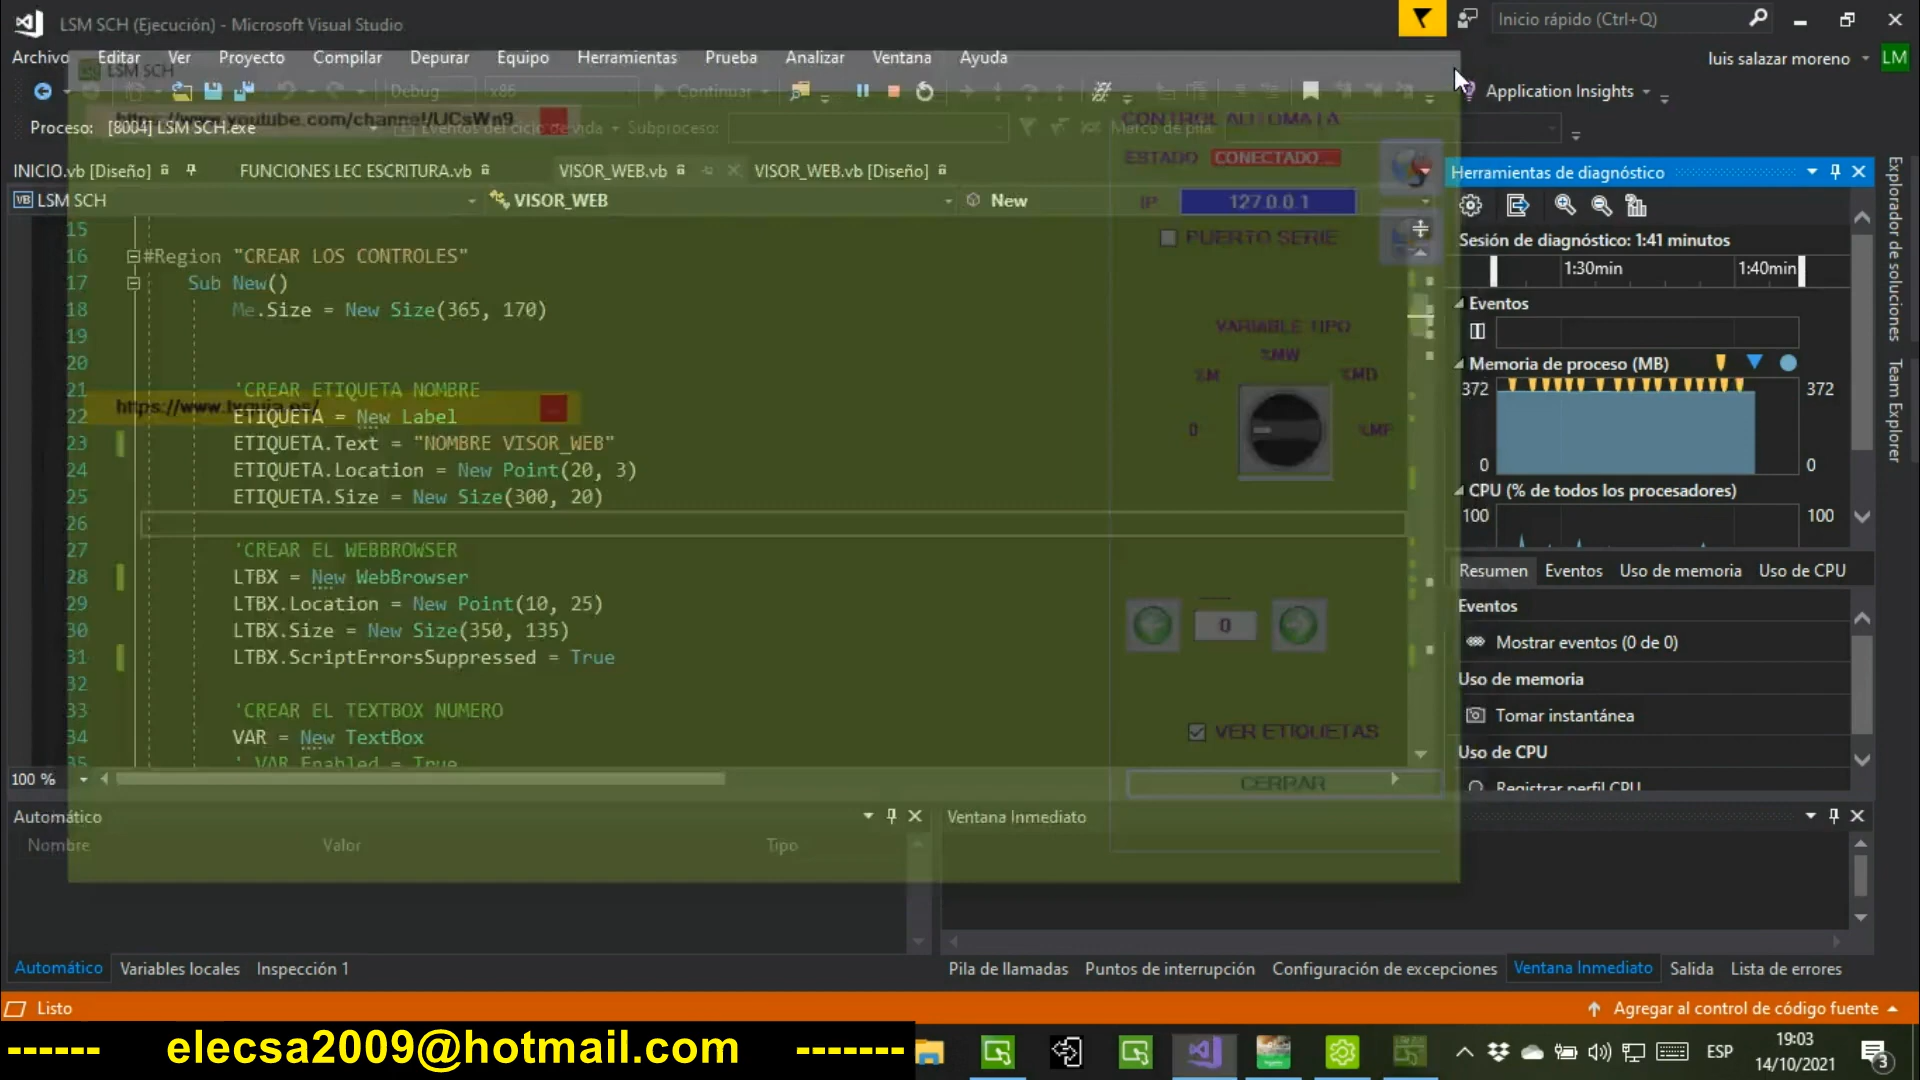 LSM SCH (Ejecución) - Microsoft Visual Studio
Inicio rápido (Ctrl+Q)
Archivo Editar Ver Proyecto Compilar Depurar Equipo Herramientas Prueba Analizar Ventana Ayuda
luis salazar moreno LM
LSM SCH
Debug x86 Continuar Application Insights
https://www.youtube.com/channel/UCsWn9
CONTROL AUTOMATA
Proceso: [8004] LSM SCH.exe Eventos del ciclo de vida Subproceso: Marco de pila:
ESTADO CONECTADO...
INICIO.vb [Diseño] FUNCIONES LEC ESCRITURA.vb VISOR_WEB.vb VISOR_WEB.vb [Diseño]
Herramientas de diagnóstico
LSM SCH VISOR_WEB New
IP 127.0.0.1
PUERTO SERIE
Sesión de diagnóstico: 1:41 minutos
1:30min 1:40min
15
16 #Region "CREAR LOS CONTROLES"
17 Sub New()
18 Me.Size = New Size(365, 170)
19
20
21 'CREAR ETIQUETA NOMBRE
22 ETIQUETA = New Label
23 ETIQUETA.Text = "NOMBRE VISOR_WEB"
24 ETIQUETA.Location = New Point(20, 3)
25 ETIQUETA.Size = New Size(300, 20)
26
27 'CREAR EL WEBBROWSER
28 LTBX = New WebBrowser
29 LTBX.Location = New Point(10, 25)
30 LTBX.Size = New Size(350, 135)
31 LTBX.ScriptErrorsSuppressed = True
32
33 'CREAR EL TEXTBOX NUMERO
34 VAR = New TextBox
35 ' VAR.Enabled = True
VARIABLE TIPO
%MW
%M %MD
0 %MF
0
VER ETIQUETAS
CERRAR
100 %
Eventos
Memoria de proceso (MB)
372 372
0 0
CPU (% de todos los procesadores)
100 100
Resumen Eventos Uso de memoria Uso de CPU
Eventos
Mostrar eventos (0 de 0)
Uso de memoria
Tomar instantánea
Uso de CPU
Registrar perfil CPU
Automático
Nombre Valor Tipo
Ventana Inmediato
Automático Variables locales Inspección 1
Pila de llamadas Puntos de interrupción Configuración de excepciones Ventana Inmediato Salida Lista de errores
Listo
Agregar al control de código fuente
------ elecsa2009@hotmail.com -------
ESP
19:03
14/10/2021
3
Explorador de soluciones
Team Explorer